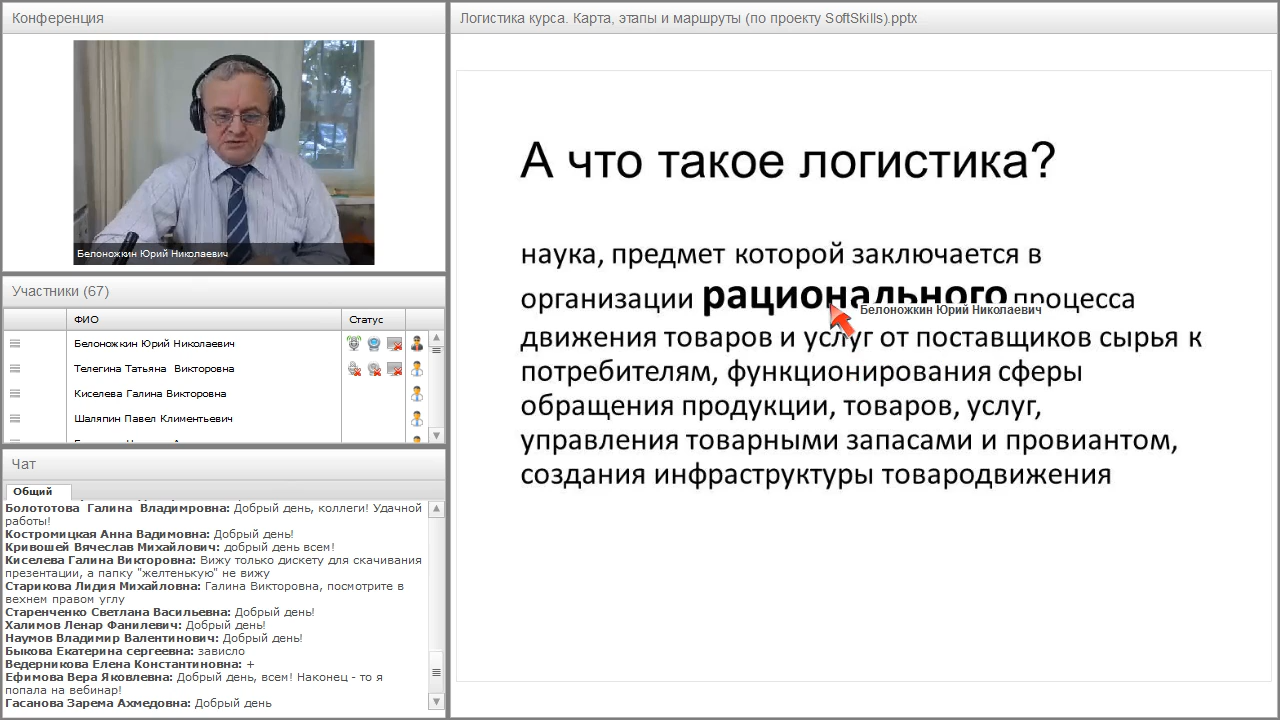 Конференция
Белоножкин Юрий Николаевич
Участники (67)
ФИО
Статус
Белоножкин Юрий Николаевич
Телегина Татьяна Викторовна
Киселева Галина Викторовна
Шаляпин Павел Климентьевич
Чат
Общий
Болототова Галина Владимровна: Добрый день, коллеги! Удачной
работы!
Костромицкая Анна Вадимовна: Добрый день!
Кривошей Вячеслав Михайлович: добрый день всем!
Киселева Галина Викторовна: Вижу только дискету для скачивания
презентации, а папку "желтенькую" не вижу
Старикова Лидия Михайловна: Галина Викторовна, посмотрите в
вехнем правом углу
Старенченко Светлана Васильевна: Добрый день!
Халимов Ленар Фанилевич: Добрый день!
Наумов Владимир Валентинович: Добрый день!
Быкова Екатерина сергеевна: зависло
Ведерникова Елена Константиновна: +
Ефимова Вера Яковлевна: Добрый день, всем! Наконец - то я
попала на вебинар!
Гасанова Зарема Ахмедовна: Добрый день
Логистика курса. Карта, этапы и маршруты (по проекту SoftSkills).pptx
А что такое логистика?
наука, предмет которой заключается в
организации рационального процесса
Белоножкин Юрий Николаевич
движения товаров и услуг от поставщиков сырья к
потребителям, функционирования сферы
обращения продукции, товаров, услуг,
управления товарными запасами и провиантом,
создания инфраструктуры товародвижения